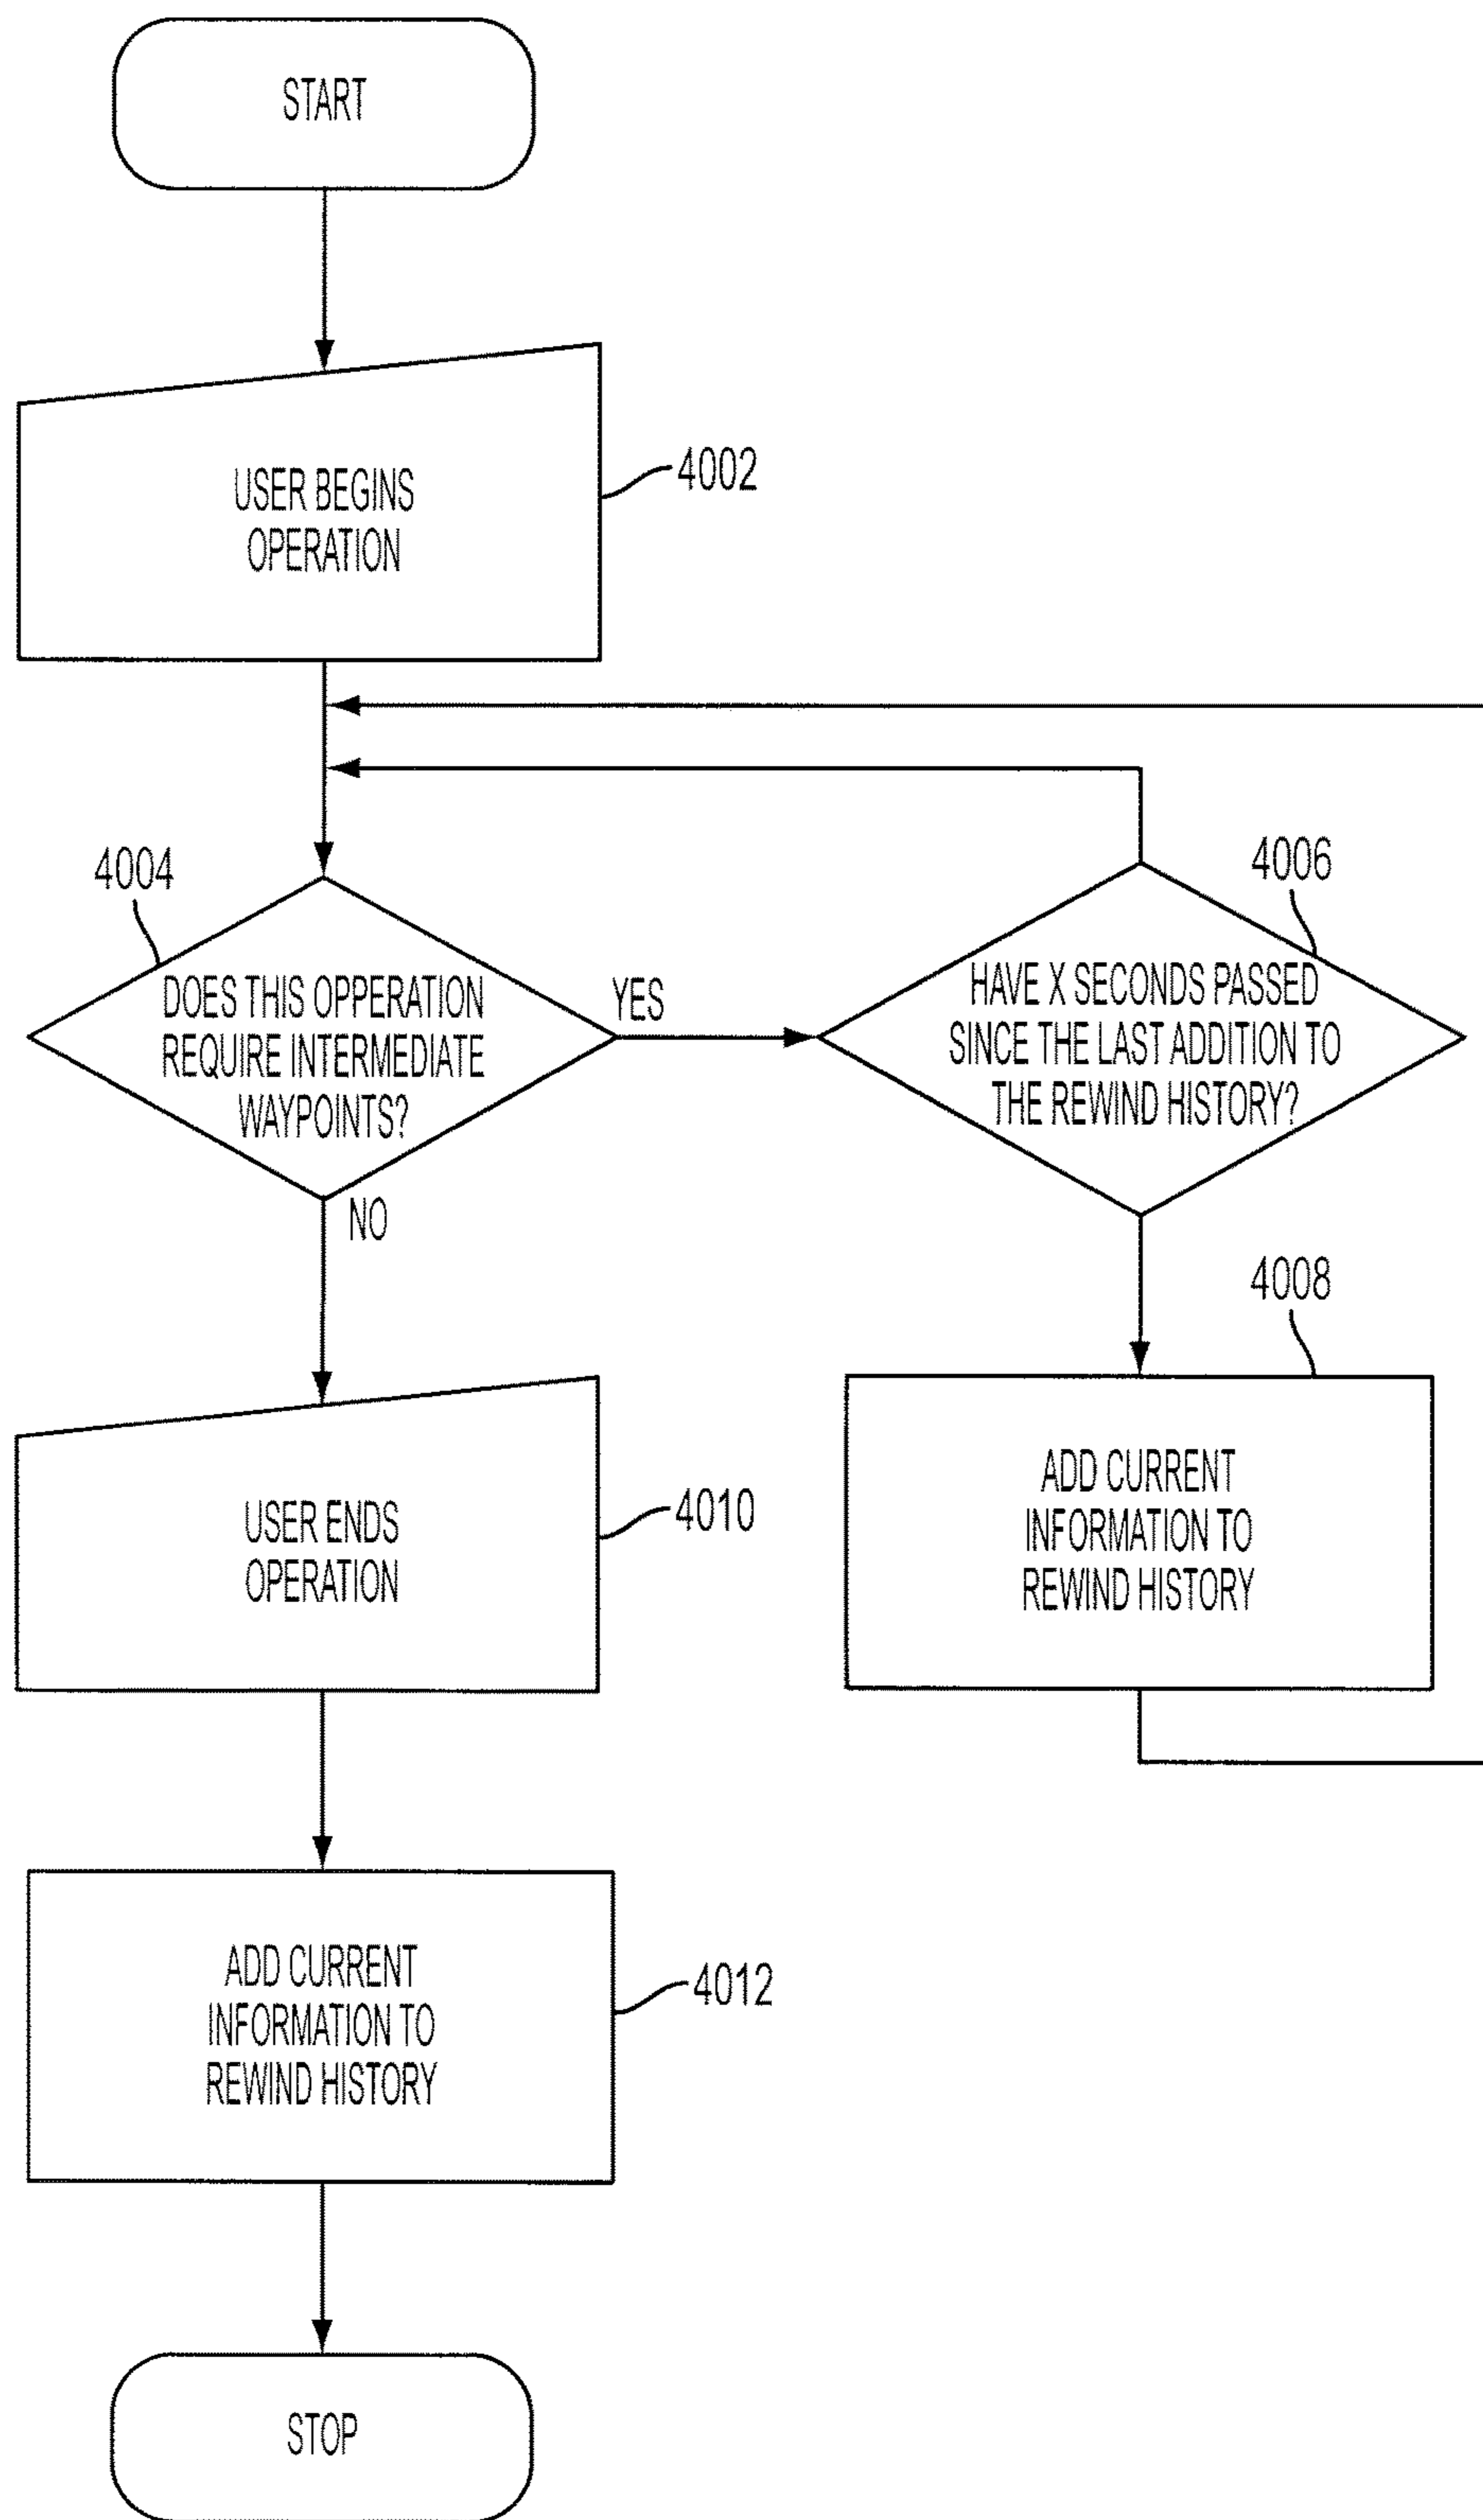 START
USER BEGINS
OPERATION
4002
4004
DOES THIS OPPERATION
REQUIRE INTERMEDIATE
WAYPOINTS?
YES
NO
4006
HAVE X SECONDS PASSED
SINCE THE LAST ADDITION TO
THE REWIND HISTORY?
4008
ADD CURRENT
INFORMATION TO
REWIND HISTORY
USER ENDS
OPERATION
4010
ADD CURRENT
INFORMATION TO
REWIND HISTORY
4012
STOP